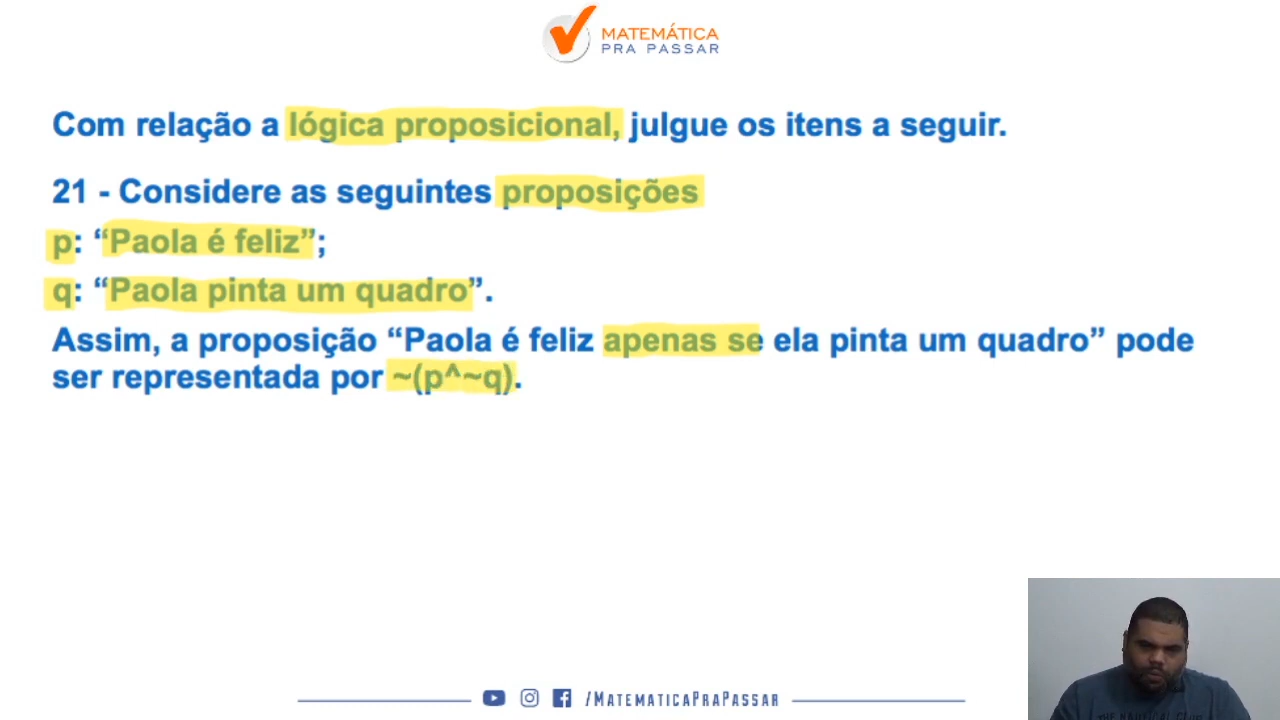 MATEMÁTICA
PRA PASSAR
Com relação a lógica proposicional, julgue os itens a seguir.
21 - Considere as seguintes proposições
p: “Paola é feliz”;
q: “Paola pinta um quadro”.
Assim, a proposição “Paola é feliz apenas se ela pinta um quadro” pode
ser representada por ~(p^~q).
/MATEMATICAPRAPASSAR